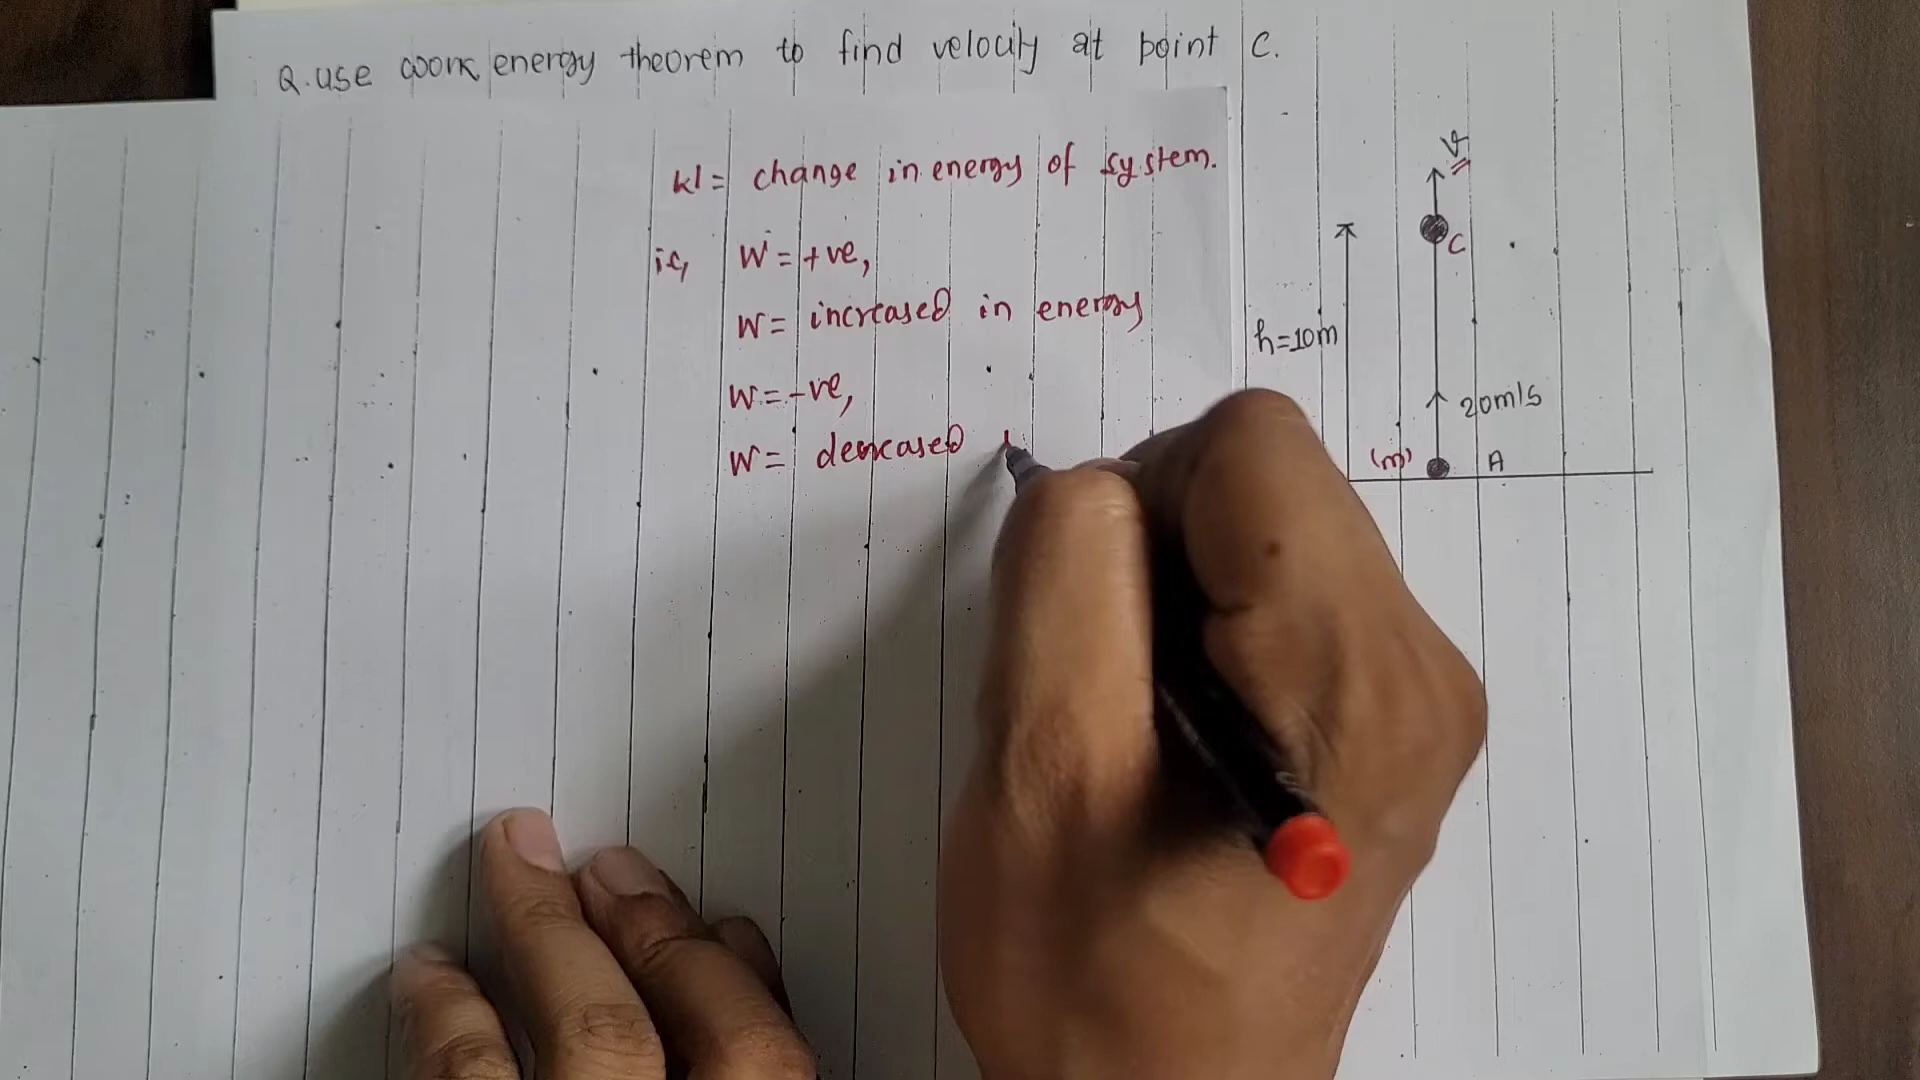 Q. use work energy theorem to find velocity at point C.
W = change in energy of system.
if, W = +ve,
W = increased in energy
W = -ve,
W = decreased
v
C
h=10m
20m/s
(m)
A